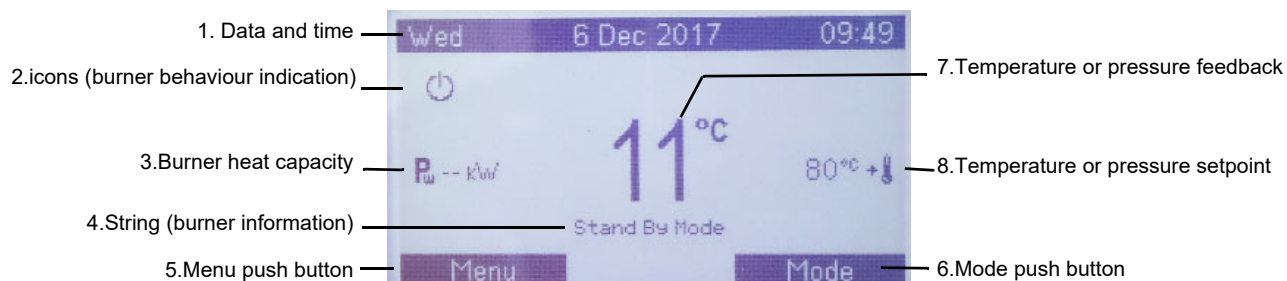 1. Data and time
Wed 6 Dec 2017 09:49
2.icons (burner behaviour indication)
7.Temperature or pressure feedback
11 °C
3.Burner heat capacity
Pw -- kW
80°C
8.Temperature or pressure setpoint
4.String (burner information)
Stand By Mode
5.Menu push button
Menu
Mode
6.Mode push button